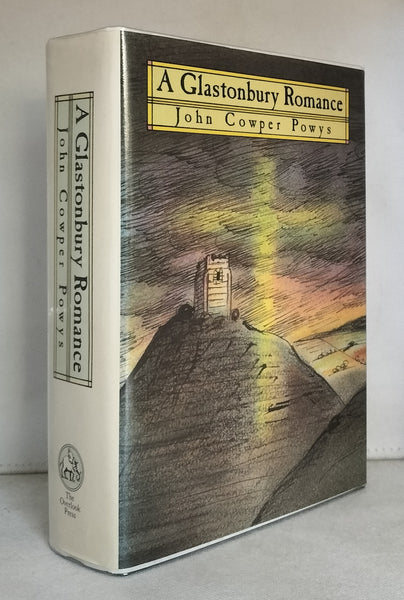 A Glastonbury Romance
John Cowper Powys
A Glastonbury Romance
John Cowper Powys
The
Overlook
Press